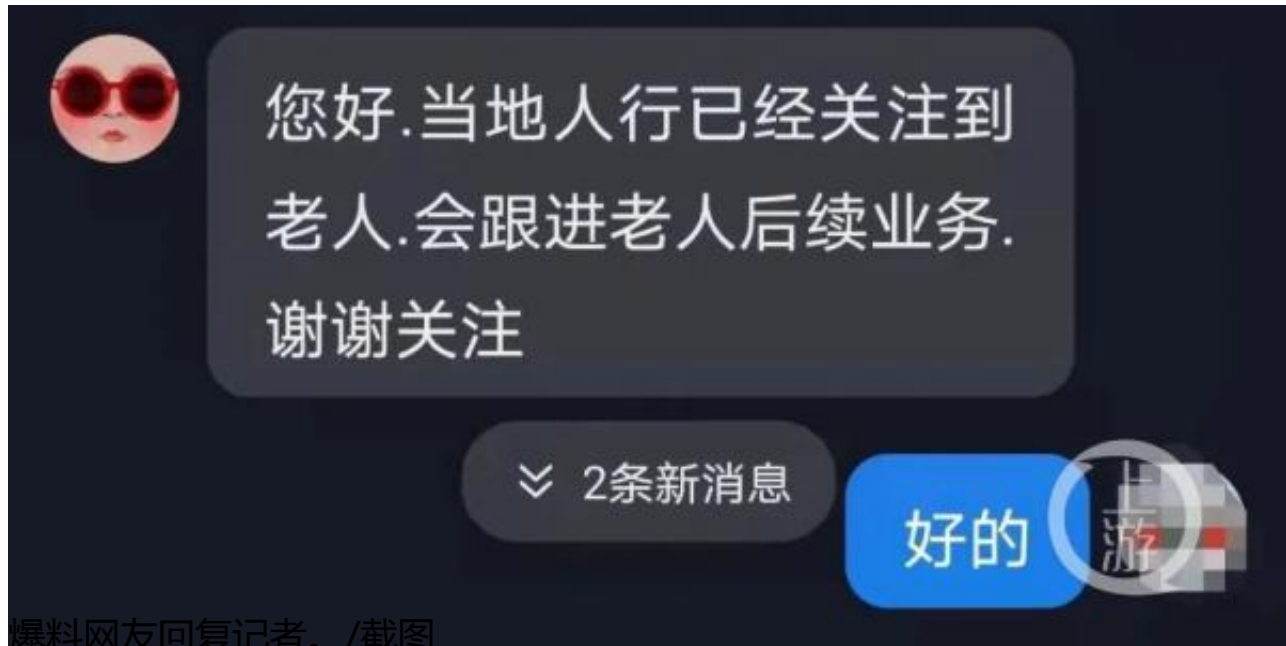 您好.当地人行已经关注到
老人.会跟进老人后续业务.
谢谢关注
2条新消息
好的
上游
爆料网友回复记者。/截图